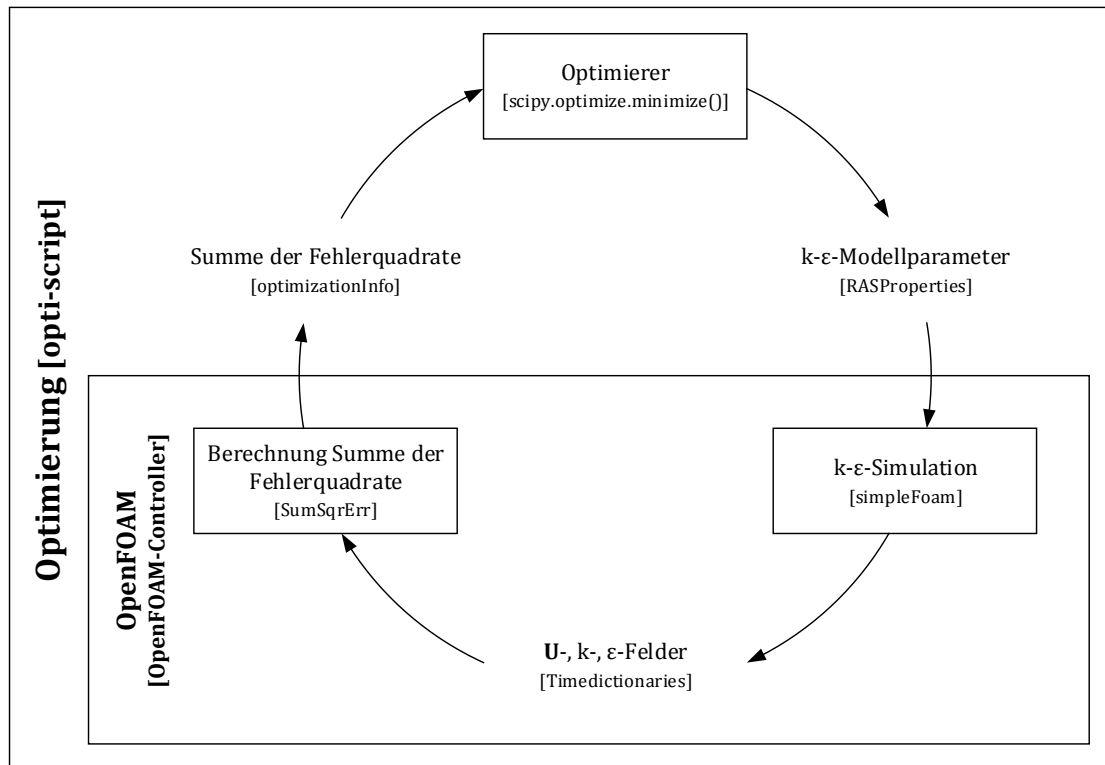 Optimierung [opti-script]
Optimierer
[scipy.optimize.minimize()]
Summe der Fehlerquadrate
[optimizationInfo]
k-ε-Modellparameter
[RASProperties]
OpenFOAM
[OpenFOAM-Controller]
Berechnung Summe der
Fehlerquadrate
[SumSqrErr]
k-ε-Simulation
[simpleFoam]
U-, k-, ε-Felder
[Timedictionaries]